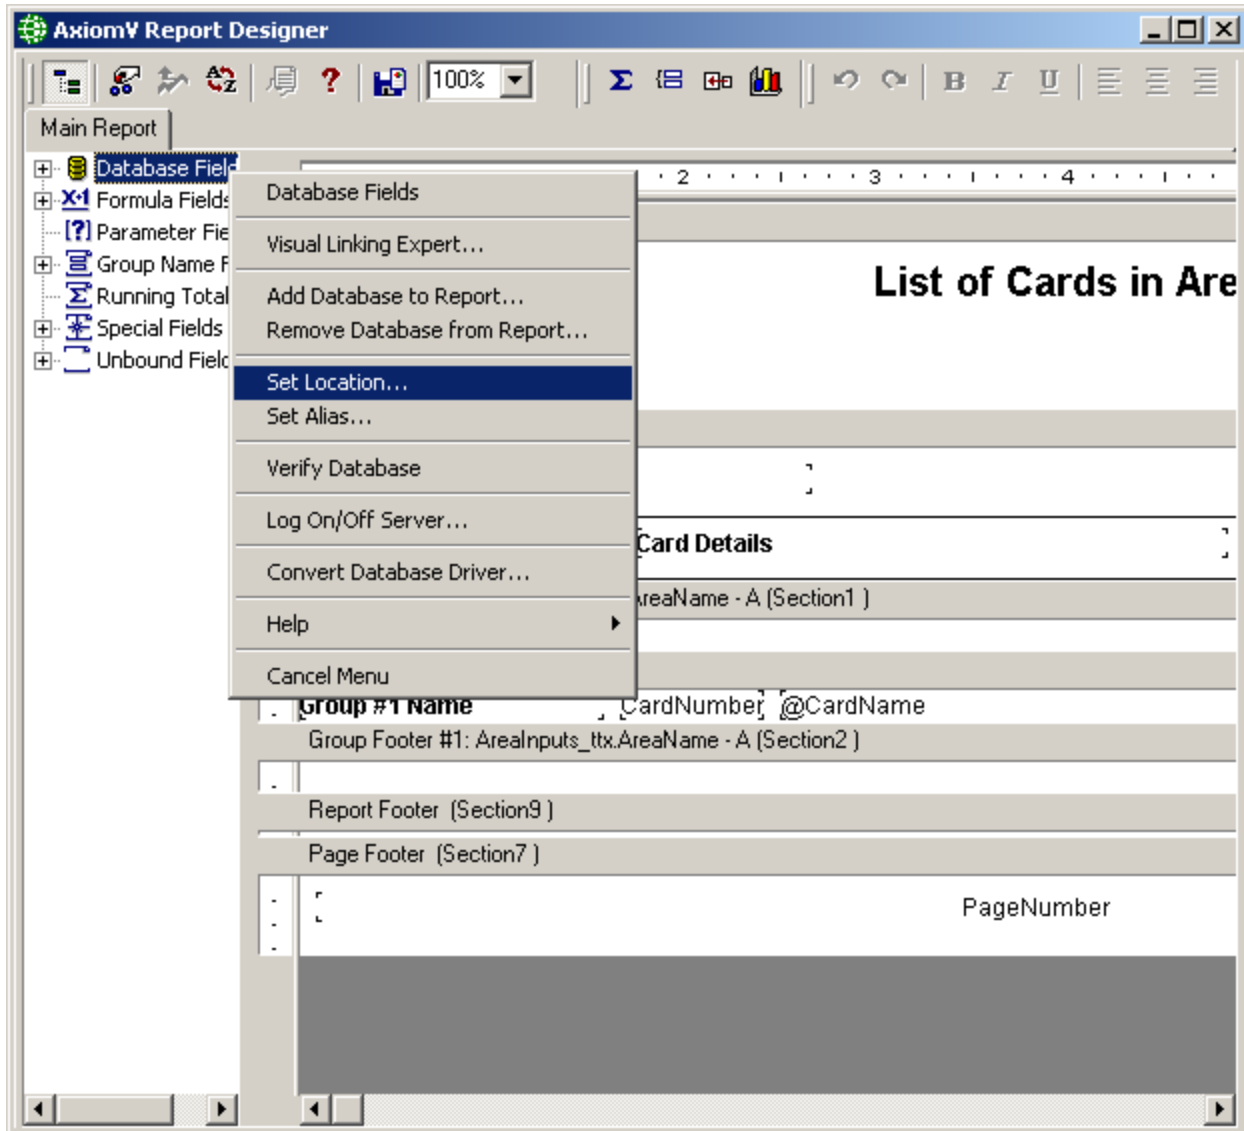 AxiomV Report Designer
100%
Main Report
Database Field
Formula Fields
Parameter Fie
Group Name F
Running Total
Special Fields
Unbound Field
Database Fields
Visual Linking Expert...
Add Database to Report...
Remove Database from Report...
Set Location...
Set Alias...
Verify Database
Log On/Off Server...
Convert Database Driver...
Help
Cancel Menu
2 3 4
List of Cards in Are
Card Details
AreaName - A (Section1 )
Group #1 Name CardNumber @CardName
Group Footer #1: AreaInputs_ttx.AreaName - A (Section2 )
Report Footer (Section9 )
Page Footer (Section7 )
PageNumber